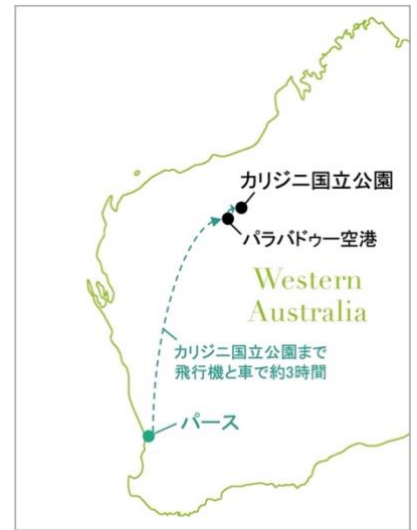 カリジニ国立公園
パラバドゥー空港
Western
Australia
カリジニ国立公園まで
飛行機と車で約3時間
パース